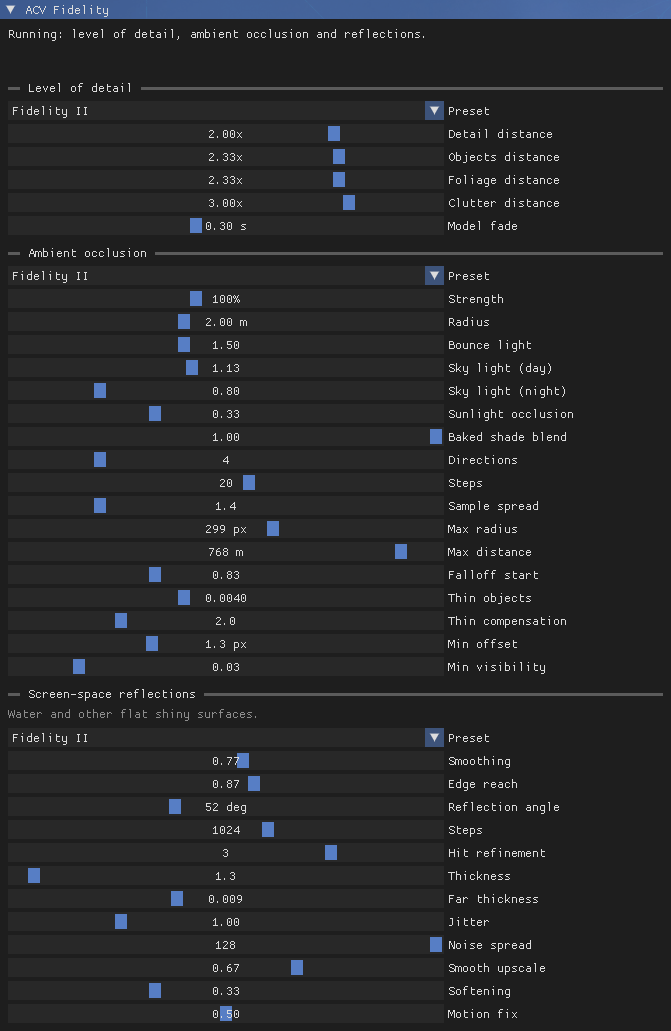 ACV Fidelity
Running: level of detail, ambient occlusion and reflections.
Level of detail
Fidelity II Preset
2.00x Detail distance
2.33x Objects distance
2.33x Foliage distance
3.00x Clutter distance
0.30 s Model fade
Ambient occlusion
Fidelity II Preset
100% Strength
2.00 m Radius
1.50 Bounce light
1.13 Sky light (day)
0.80 Sky light (night)
0.33 Sunlight occlusion
1.00 Baked shade blend
4 Directions
20 Steps
1.4 Sample spread
299 px Max radius
768 m Max distance
0.83 Falloff start
0.0040 Thin objects
2.0 Thin compensation
1.3 px Min offset
0.03 Min visibility
Screen-space reflections
Water and other flat shiny surfaces.
Fidelity II Preset
0.77 Smoothing
0.87 Edge reach
52 deg Reflection angle
1024 Steps
3 Hit refinement
1.3 Thickness
0.009 Far thickness
1.00 Jitter
128 Noise spread
0.67 Smooth upscale
0.33 Softening
0.50 Motion fix